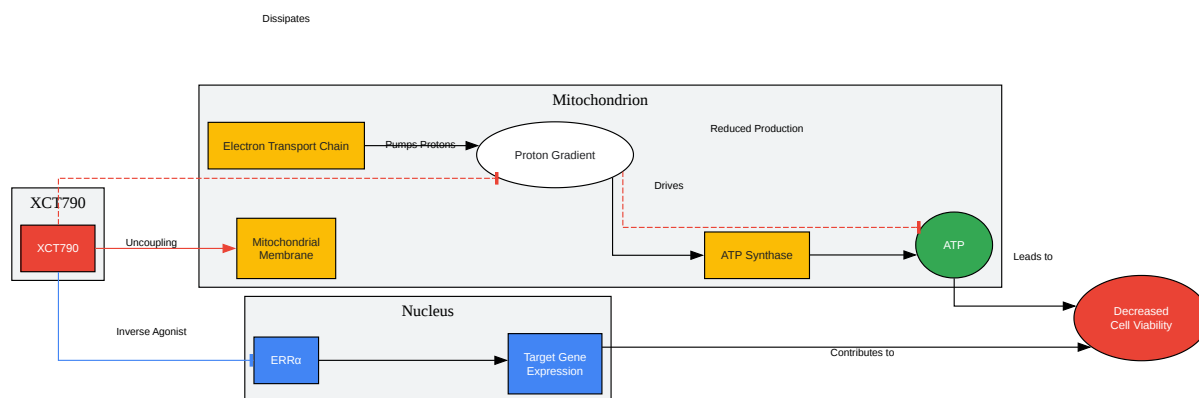 Dissipates
Mitochondrion
Reduced Production
Electron Transport Chain
Pumps Protons
Proton Gradient
Drives
XCT790
XCT790
Uncoupling
Mitochondrial
Membrane
ATP Synthase
ATP
Leads to
Nucleus
Inverse Agonist
ERRα
Target Gene
Expression
Contributes to
Decreased
Cell Viability